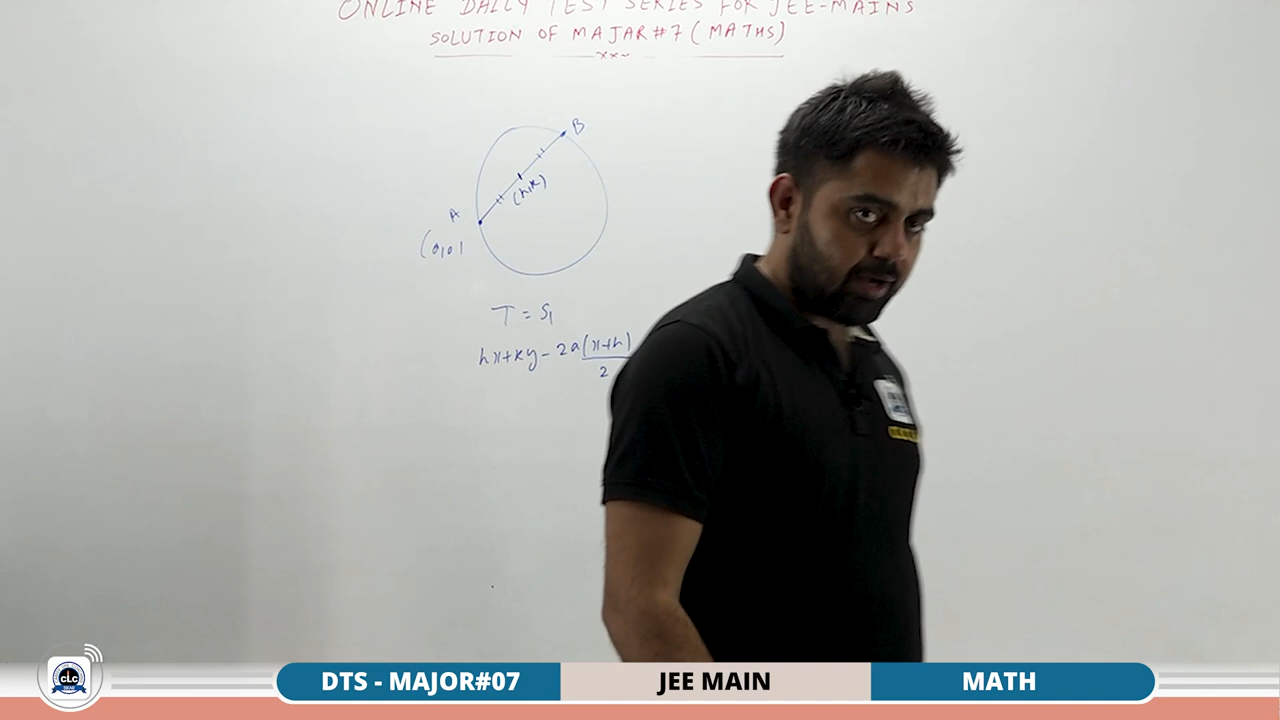 ONLINE DAILY TEST SERIES FOR JEE-MAINS
SOLUTION OF MAJAR#7 (MATHS)
B
(h,k)
A
(0,0)
T = S₁
hx+ky - 2a(x+h)/2
CLC
DTS - MAJOR#07
JEE MAIN
MATH